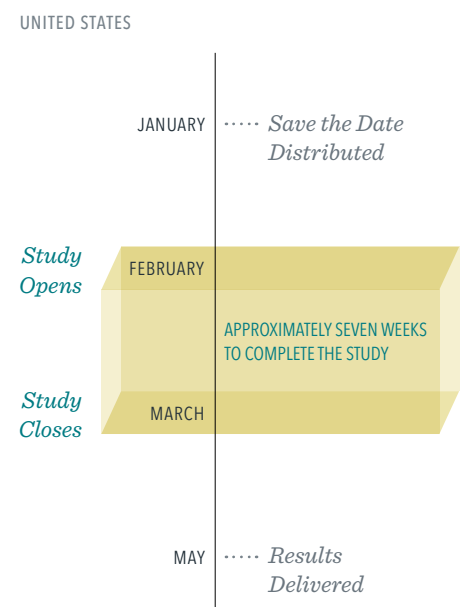 UNITED STATES
JANUARY
Save the Date
Distributed
Study
Opens
FEBRUARY
APPROXIMATELY SEVEN WEEKS
TO COMPLETE THE STUDY
Study
Closes
MARCH
MAY
Results
Delivered